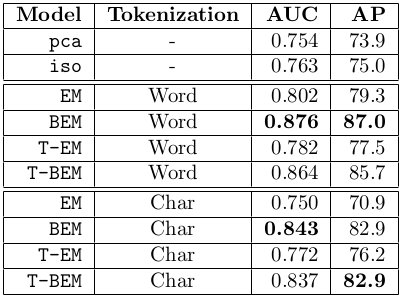 Model Tokenization AUC AP
pca - 0.754 73.9
iso - 0.763 75.0
EM Word 0.802 79.3
BEM Word 0.876 87.0
T-EM Word 0.782 77.5
T-BEM Word 0.864 85.7
EM Char 0.750 70.9
BEM Char 0.843 82.9
T-EM Char 0.772 76.2
T-BEM Char 0.837 82.9